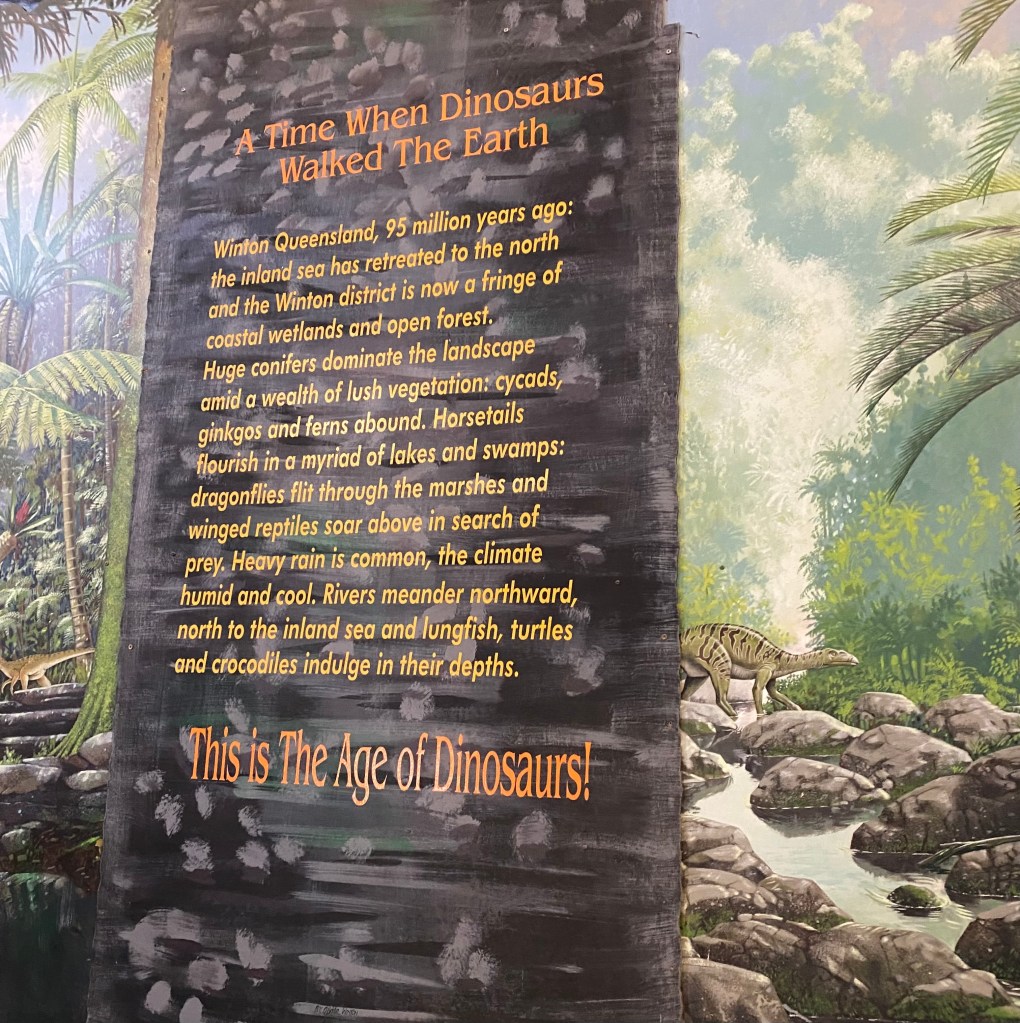 A Time When Dinosaurs
Walked The Earth
Winton Queensland, 95 million years ago:
the inland sea has retreated to the north
and the Winton district is now a fringe of
coastal wetlands and open forest.
Huge conifers dominate the landscape
amid a wealth of lush vegetation: cycads,
ginkgos and ferns abound. Horsetails
flourish in a myriad of lakes and swamps:
dragonflies flit through the marshes and
winged reptiles soar above in search of
prey. Heavy rain is common, the climate
humid and cool. Rivers meander northward,
north to the inland sea and lungfish, turtles
and crocodiles indulge in their depths.
This is The Age of Dinosaurs!